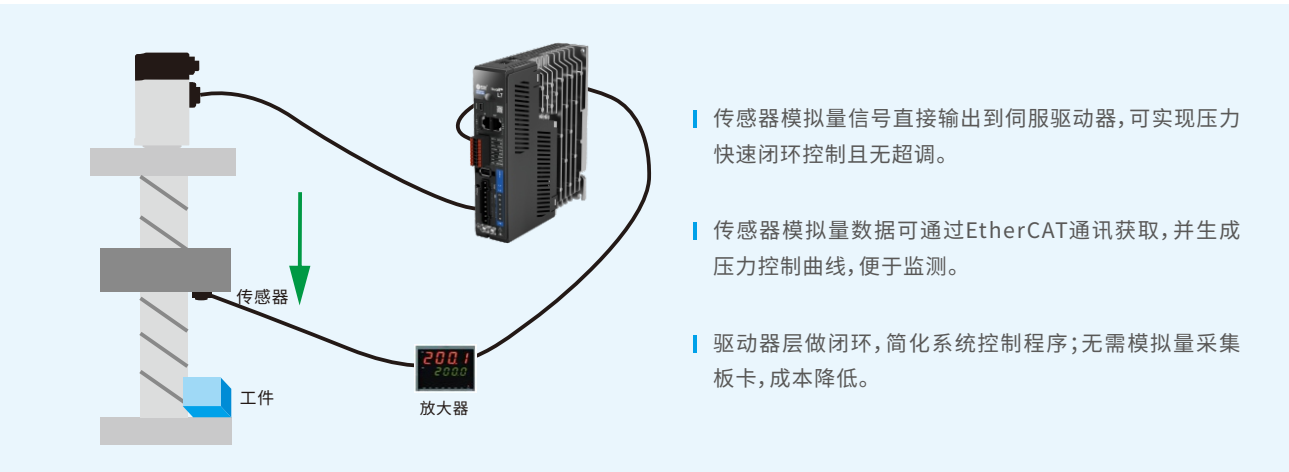 传感器模拟量信号直接输出到伺服驱动器,可实现压力
快速闭环控制且无超调。
传感器模拟量数据可通过EtherCAT通讯获取,并生成
压力控制曲线,便于监测。
驱动器层做闭环,简化系统控制程序;无需模拟量采集
板卡,成本降低。
传感器
200.1
200.0
工件
放大器